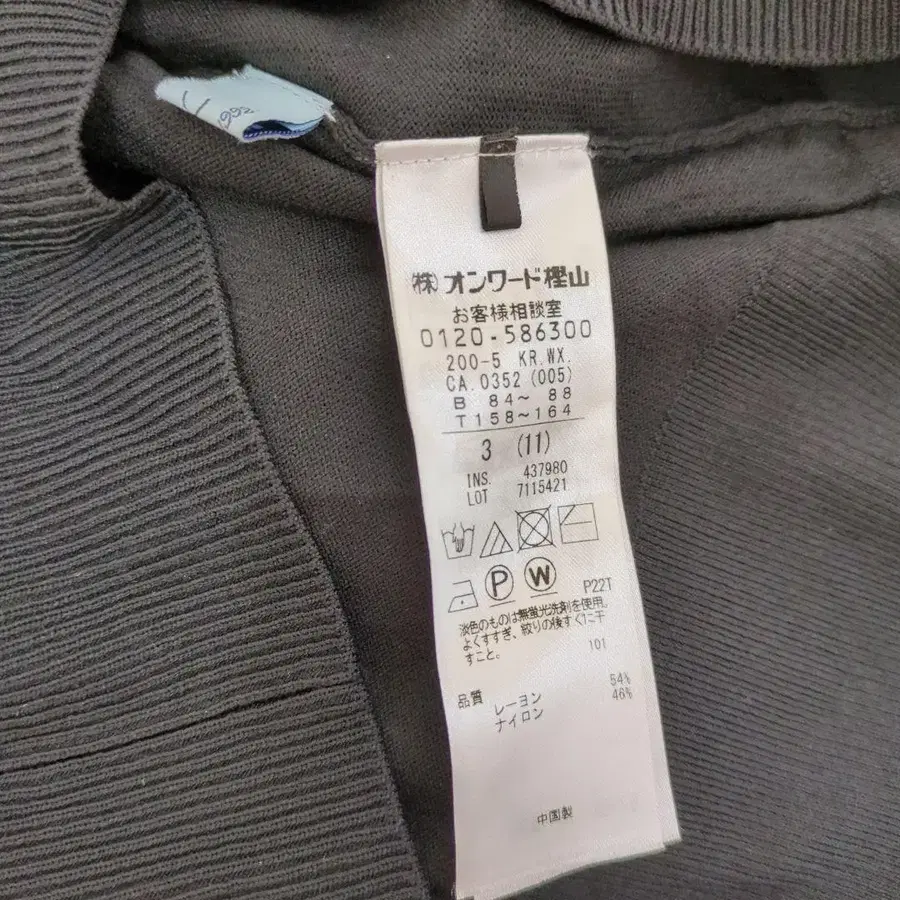 ㈱オンワード樫山
お客様相談室
0120-586300
200-5 KR.WX.
CA.0352 (005)
B 84～ 88
T158～164
3 (11)
INS. 437980
LOT 7115421
P W P22T
淡色のものは無蛍光洗剤を使用。
よくすすぎ、絞りの後すぐに干
すこと。 101
品質 レーヨン 54%
ナイロン 46%
中国製